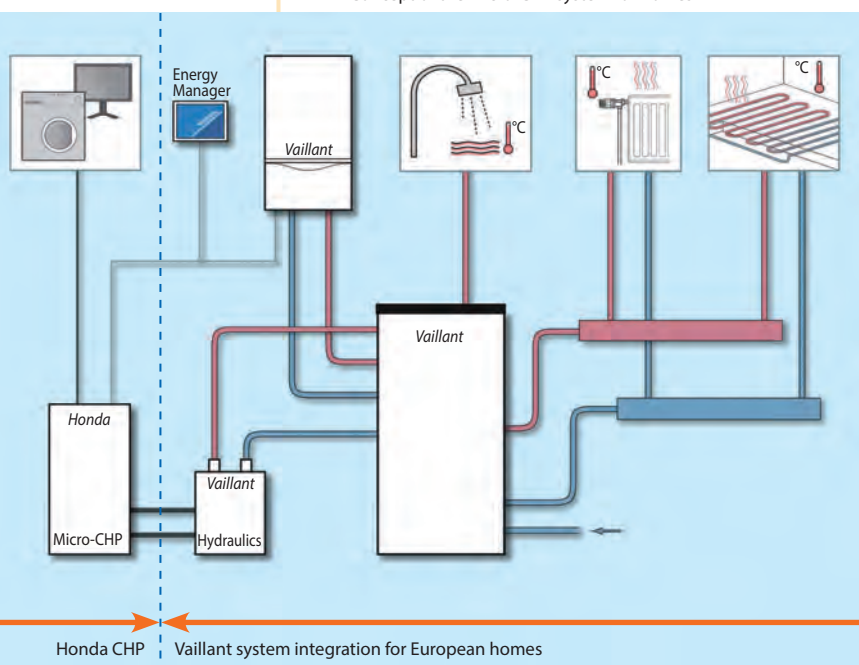 Energy
Manager
Vaillant
°C
°C
°C
Vaillant
Honda
Micro-CHP
Vaillant
Hydraulics
Honda CHP
Vaillant system integration for European homes